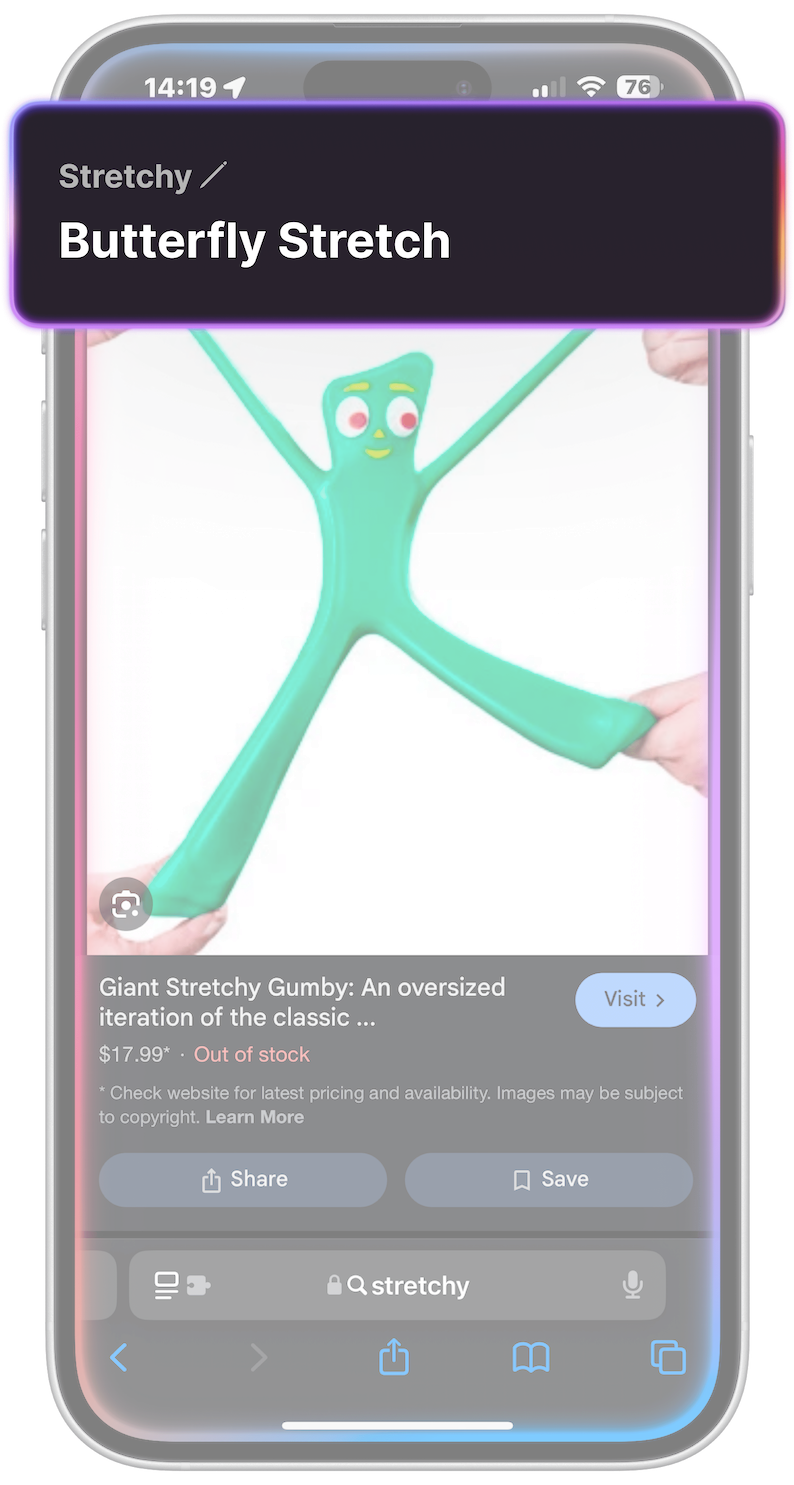 14:19
76
Stretchy
Butterfly Stretch
Giant Stretchy Gumby: An oversized
iteration of the classic ...
Visit
$17.99* · Out of stock
* Check website for latest pricing and availability. Images may be subject
to copyright. Learn More
Share
Save
stretchy